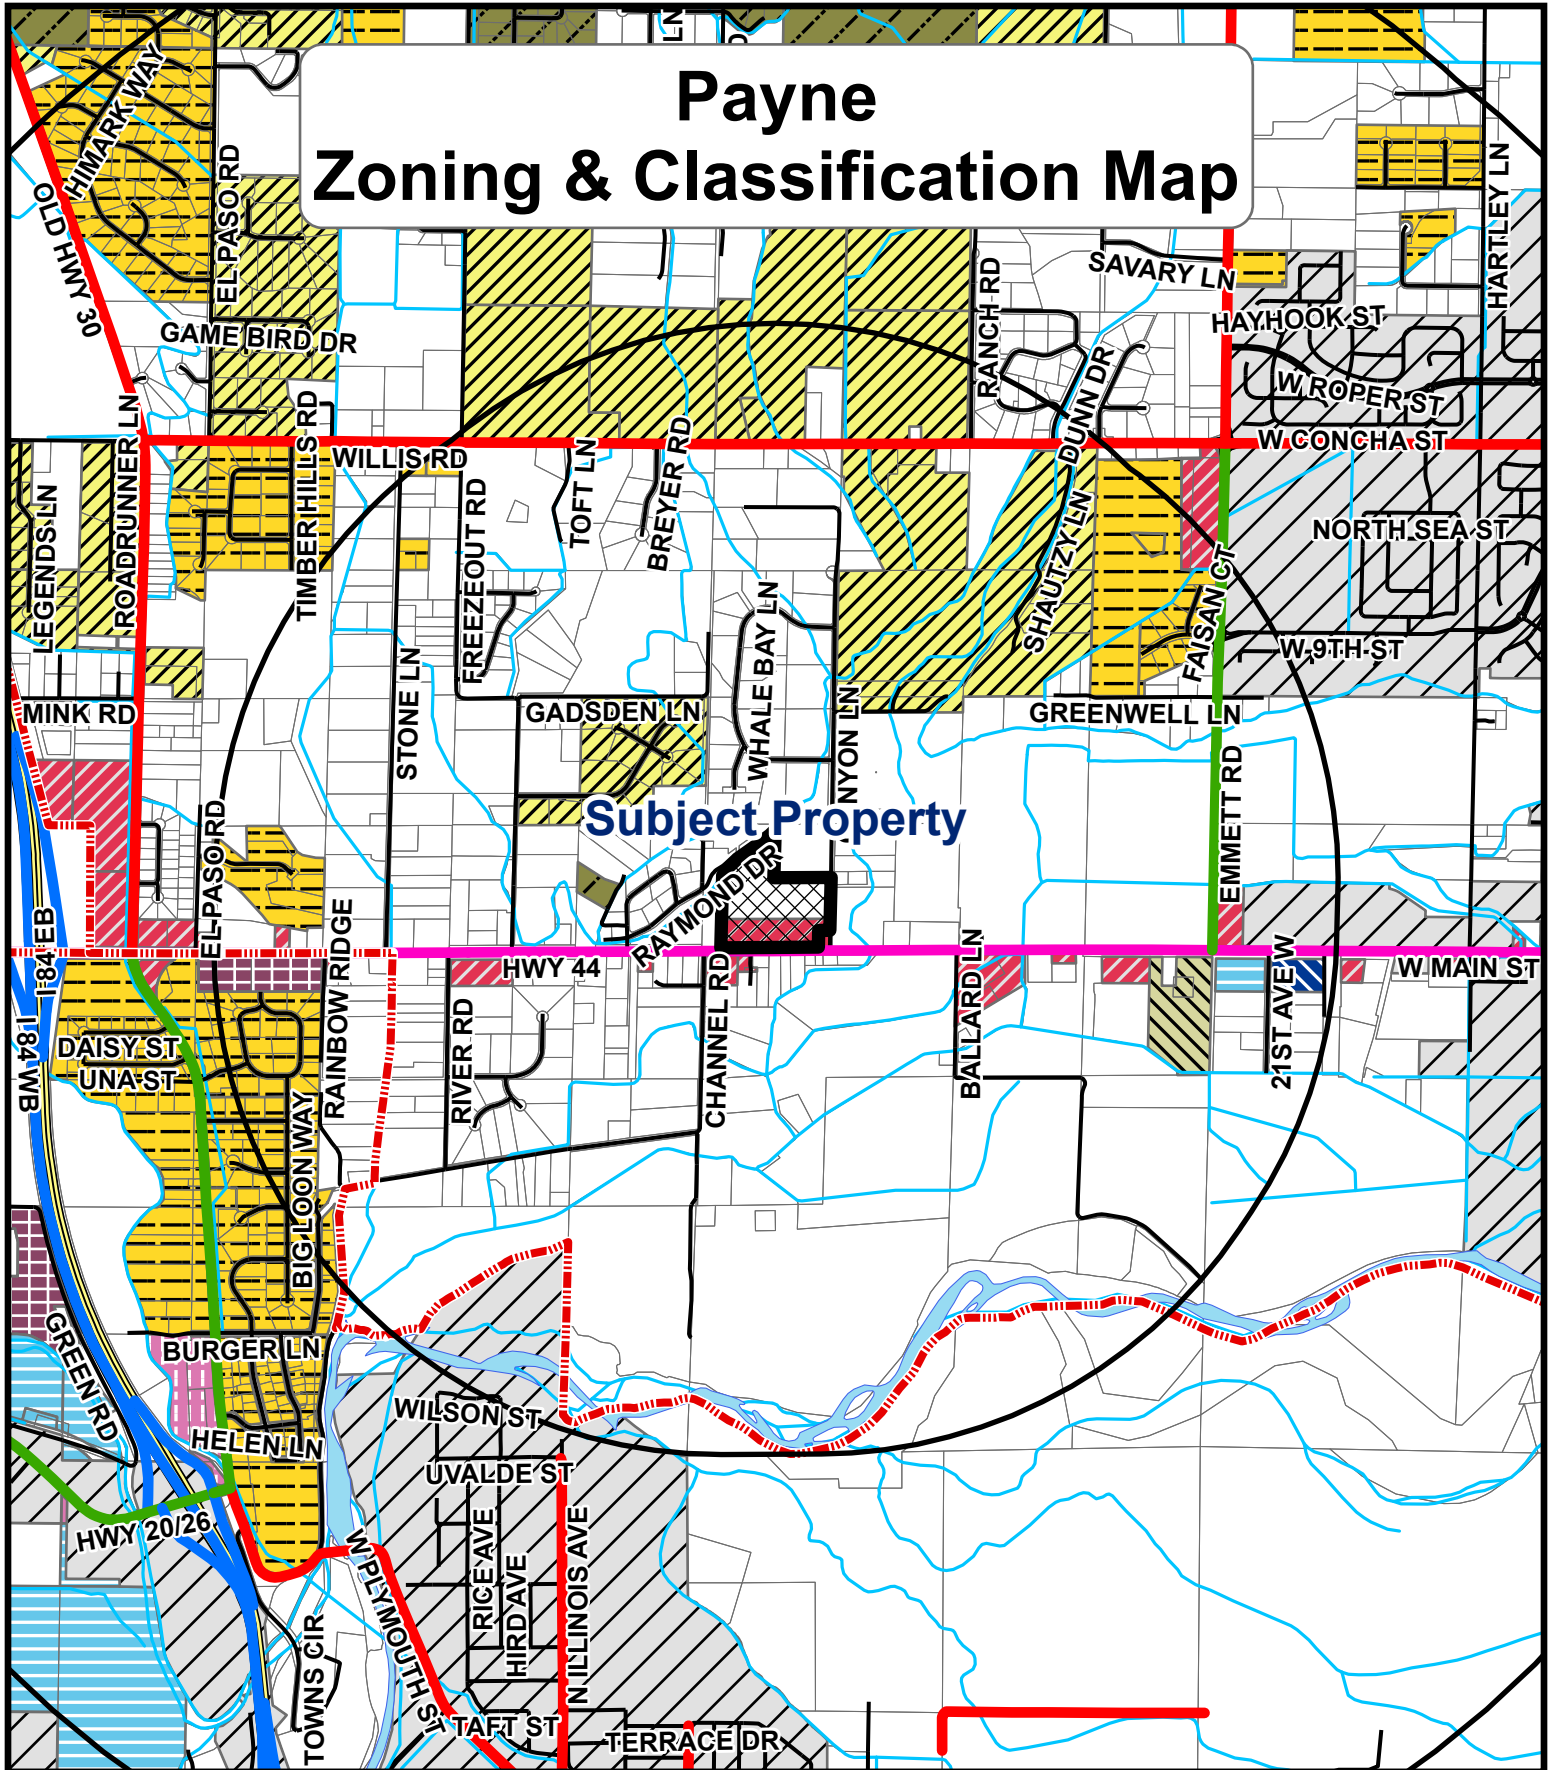 LN
D
Payne
Zoning & Classification Map
HIMARK WAY
OLD HWY 30
EL PASO RD
HARTLEY LN
SAVARY LN
RANCH RD
HAYHOOK ST
GAME BIRD DR
W ROPER ST
DUNN DR
W CONCHA ST
WILLIS RD
TIMBER HILLS RD
ROADRUNNER LN
LEGENDS LN
FREEZEOUT RD
TOFT LN
BREYER RD
NORTH SEA ST
SHAUTZY LN
FAISAN CT
W 9TH ST
WHALE BAY LN
STONE LN
MINK RD
GADSDEN LN
NYON LN
GREENWELL LN
EMMETT RD
Subject Property
EL PASO RD
RAYMOND DR
RAINBOW RIDGE
I 84 EB
I 84 WB
HWY 44
W MAIN ST
RIVER RD
CHANNEL RD
BALLARD LN
21ST AVE W
DAISY ST
UNA ST
BIG LOON WAY
BURGER LN
GREEN RD
HELEN LN
WILSON ST
UVALDE ST
HWY 20/26
RICE AVE
HIRD AVE
N ILLINOIS AVE
W PLYMOUTH ST
TOWNS CIR
TAFT ST
TERRACE DR